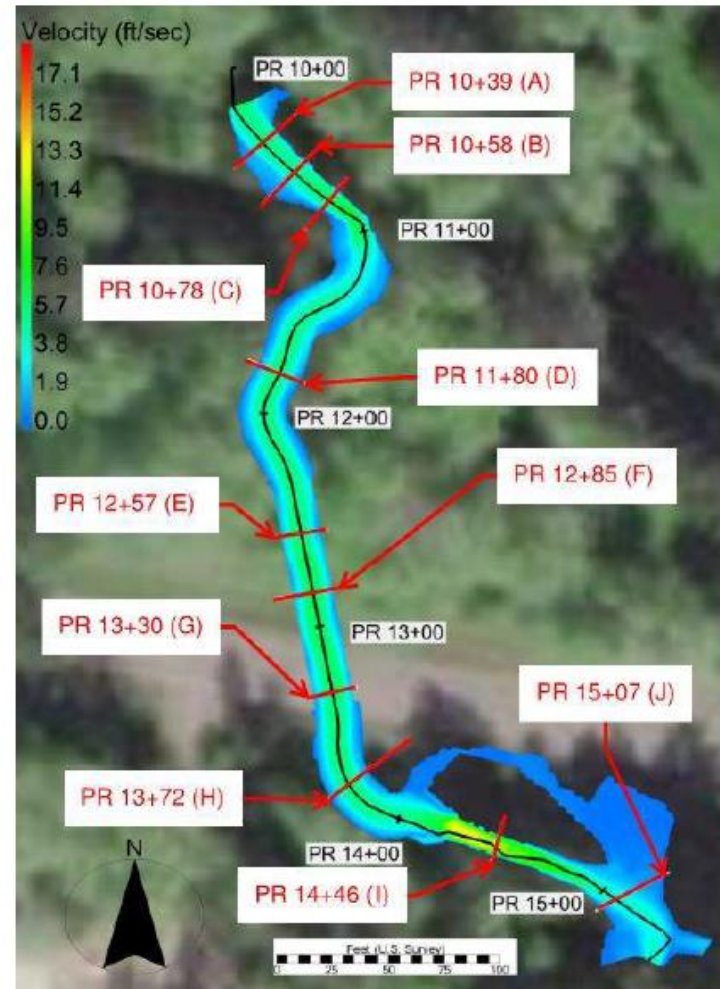 Velocity (ft/sec)
17.1
15.2
13.3
11.4
9.5
7.6
5.7
3.8
1.9
0.0
PR 10+00
PR 10+39 (A)
PR 10+58 (B)
PR 11+00
PR 10+78 (C)
PR 11+80 (D)
PR 12+00
PR 12+85 (F)
PR 12+57 (E)
PR 13+30 (G)
PR 13+00
PR 15+07 (J)
PR 13+72 (H)
PR 14+00
PR 14+46 (I)
PR 15+00
N
Feet (U.S. Survey)
0 25 50 75 100